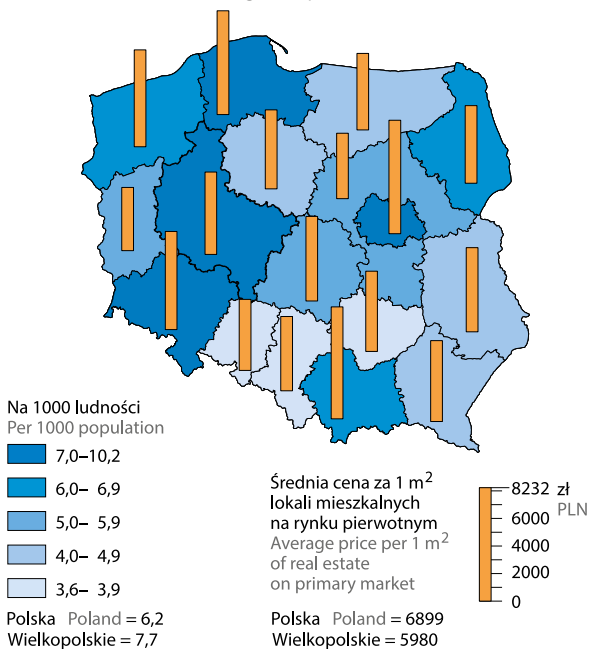 Na 1000 ludności
Per 1000 population
7,0– 10,2
6,0– 6,9
5,0– 5,9
4,0– 4,9
3,6– 3,9
Polska Poland = 6,2
Wielkopolskie = 7,7
Średnia cena za 1 m²
lokali mieszkalnych
na rynku pierwotnym
Average price per 1 m²
of real estate
on primary market
8232 zł
PLN
6000
4000
2000
0
Polska Poland = 6899
Wielkopolskie = 5980